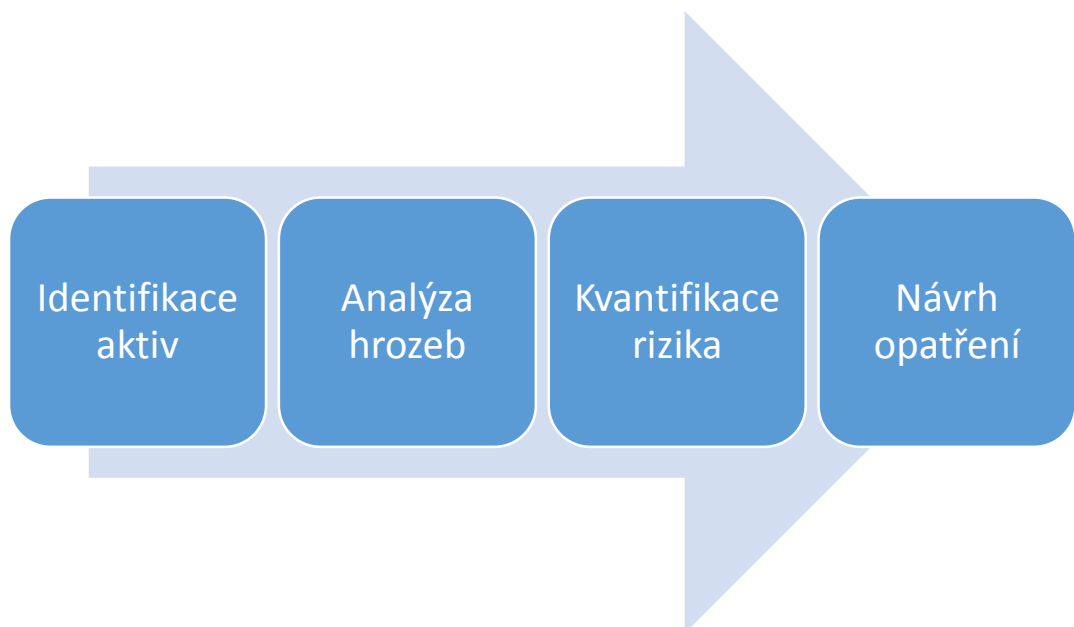 Identifikace
aktiv
Analýza
hrozeb
Kvantifikace
rizika
Návrh
opatření